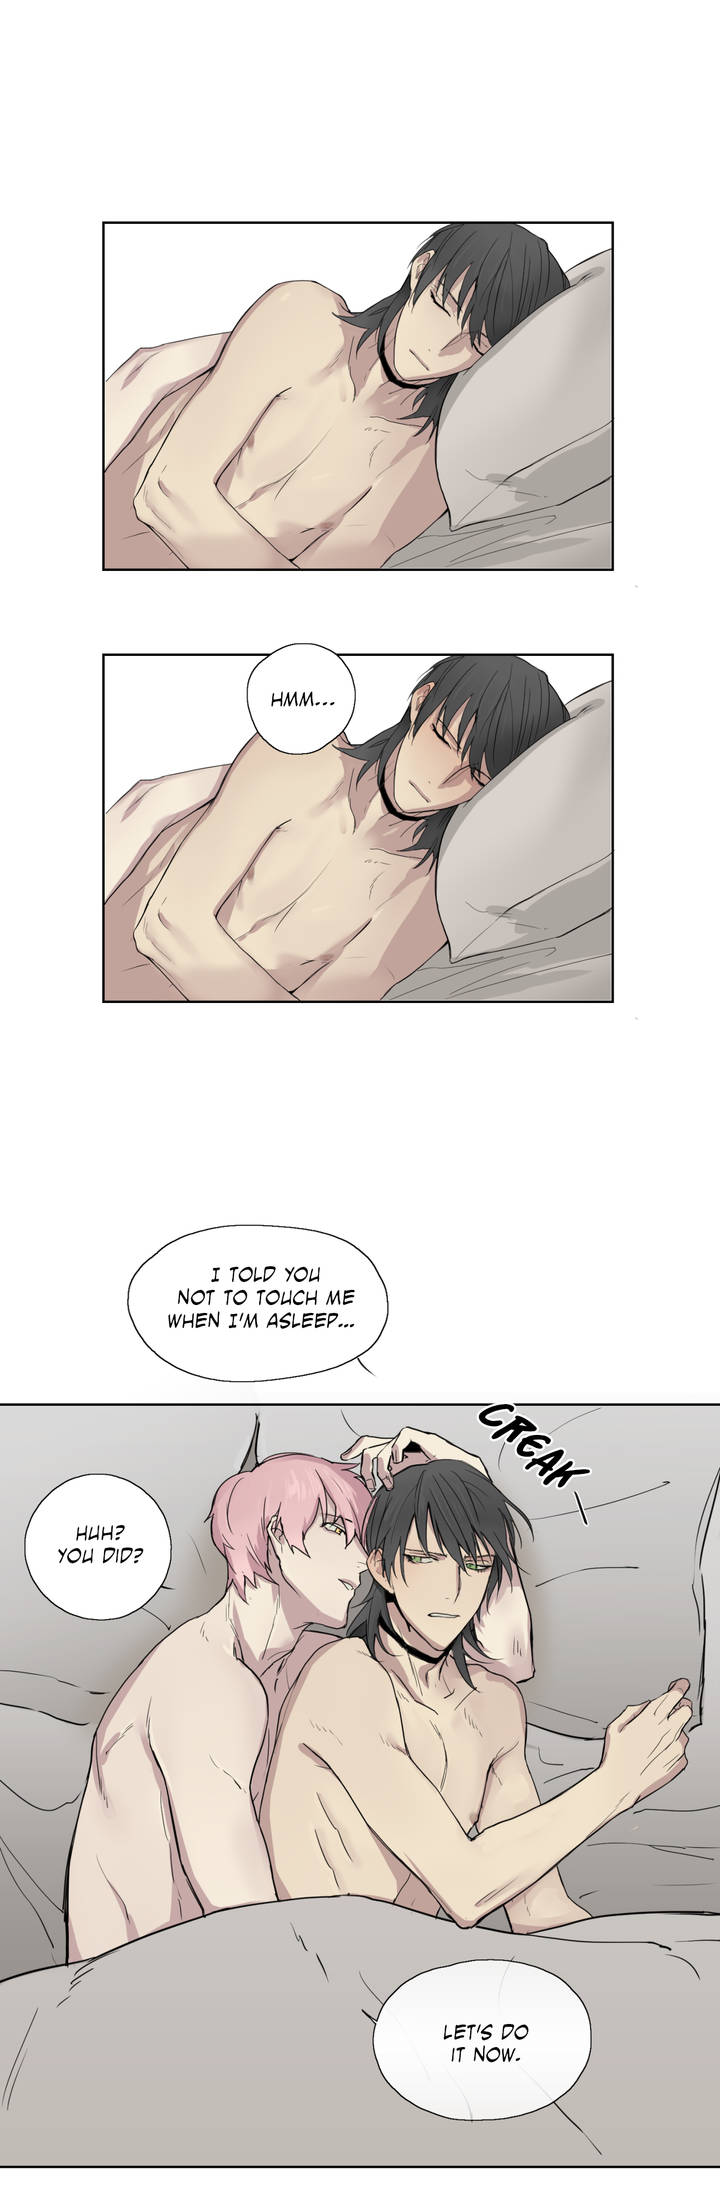 HMM...
I TOLD YOU
NOT TO TOUCH ME
WHEN I'M ASLEEP...
CREAK
HUH?
YOU DID?
LET'S DO
IT NOW.